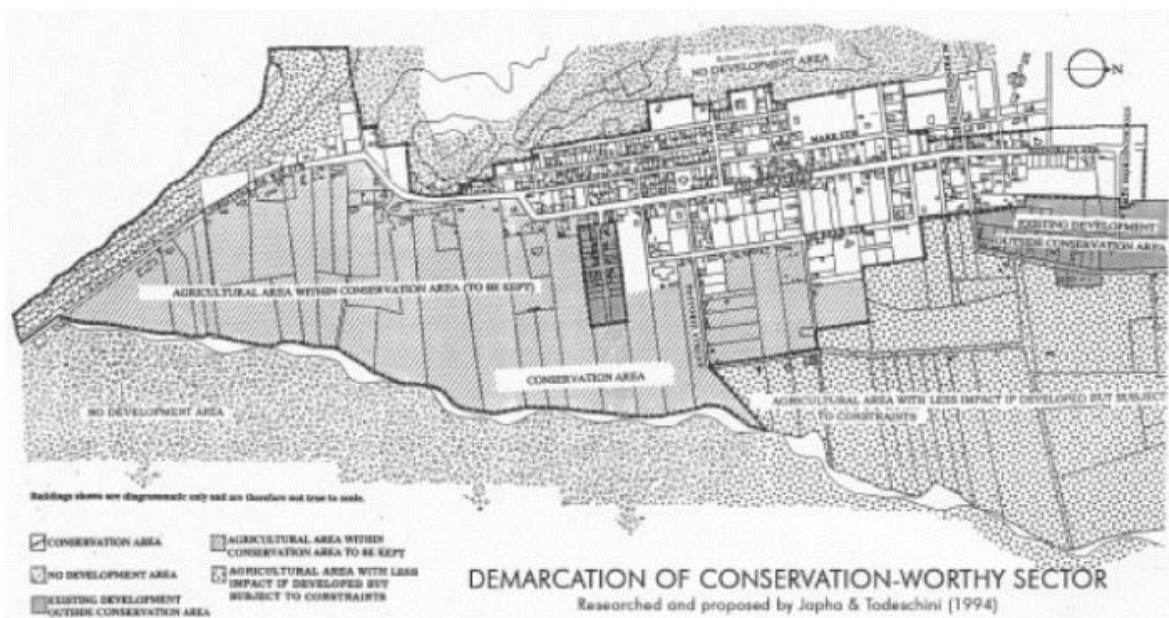 NO DEVELOPMENT AREA
N
MARK STR
EXISTING DEVELOPMENT
OUTSIDE CONSERVATION AREA
AGRICULTURAL AREA WITHIN CONSERVATION AREA (TO BE KEPT)
CONSERVATION AREA
AGRICULTURAL AREA WITH LESS IMPACT IF DEVELOPED BUT SUBJECT
TO CONSTRAINTS
NO DEVELOPMENT AREA
Buildings shown are diagrammatic only and are therefore not true to scale.
CONSERVATION AREA
NO DEVELOPMENT AREA
EXISTING DEVELOPMENT
OUTSIDE CONSERVATION AREA
AGRICULTURAL AREA WITHIN
CONSERVATION AREA TO BE KEPT
AGRICULTURAL AREA WITH LESS
IMPACT IF DEVELOPED BUT
SUBJECT TO CONSTRAINTS
DEMARCATION OF CONSERVATION-WORTHY SECTOR
Researched and proposed by Japha & Todeschini (1994)